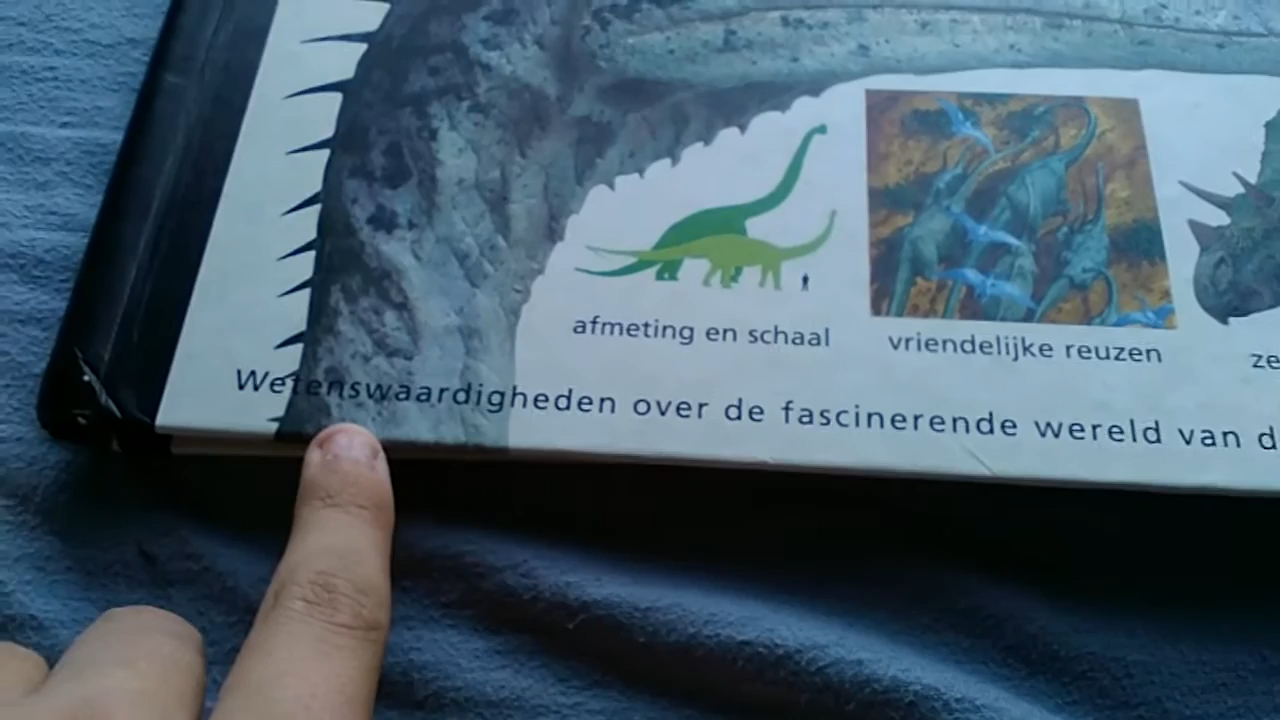 afmeting en schaal
vriendelijke reuzen
Wetenswaardigheden over de fascinerende wereld van